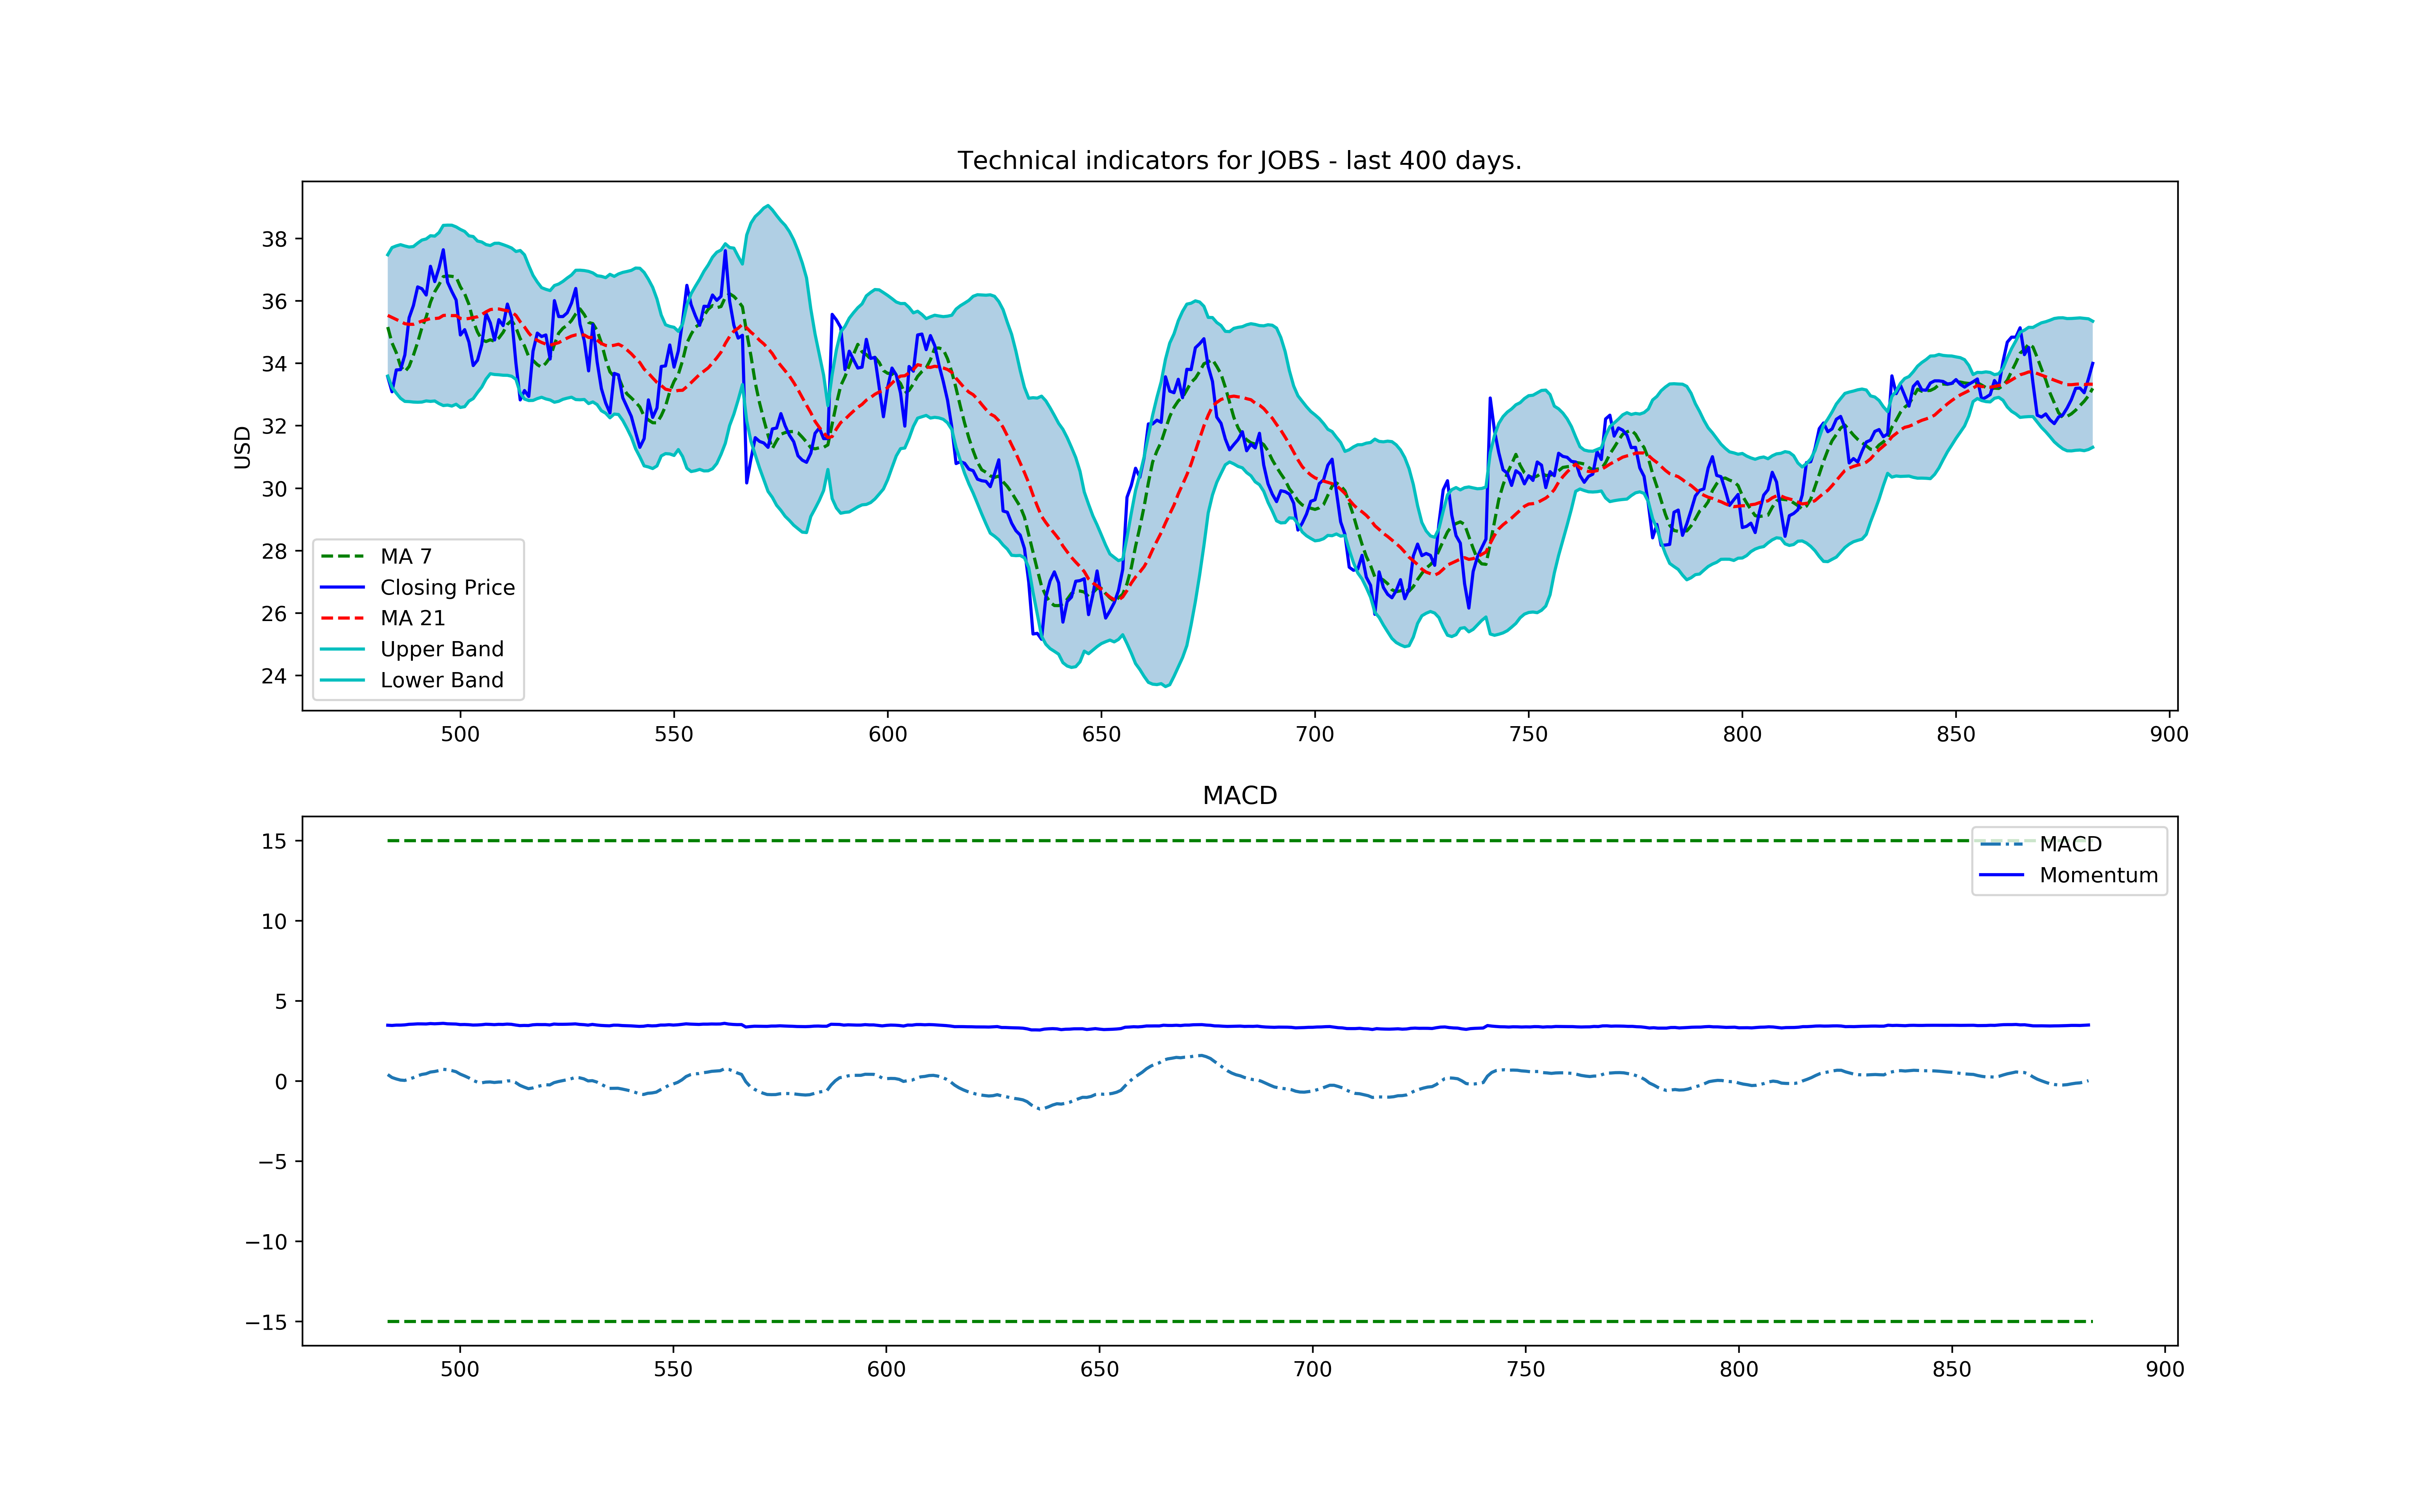 Technical indicators for JOBS - last 400 days.
USD
38
36
34
32
30
28
26
24
MA 7
Closing Price
MA 21
Upper Band
Lower Band
500 550 600 650 700 750 800 850 900
MACD
15
10
5
0
−5
−10
−15
MACD
Momentum
500 550 600 650 700 750 800 850 900